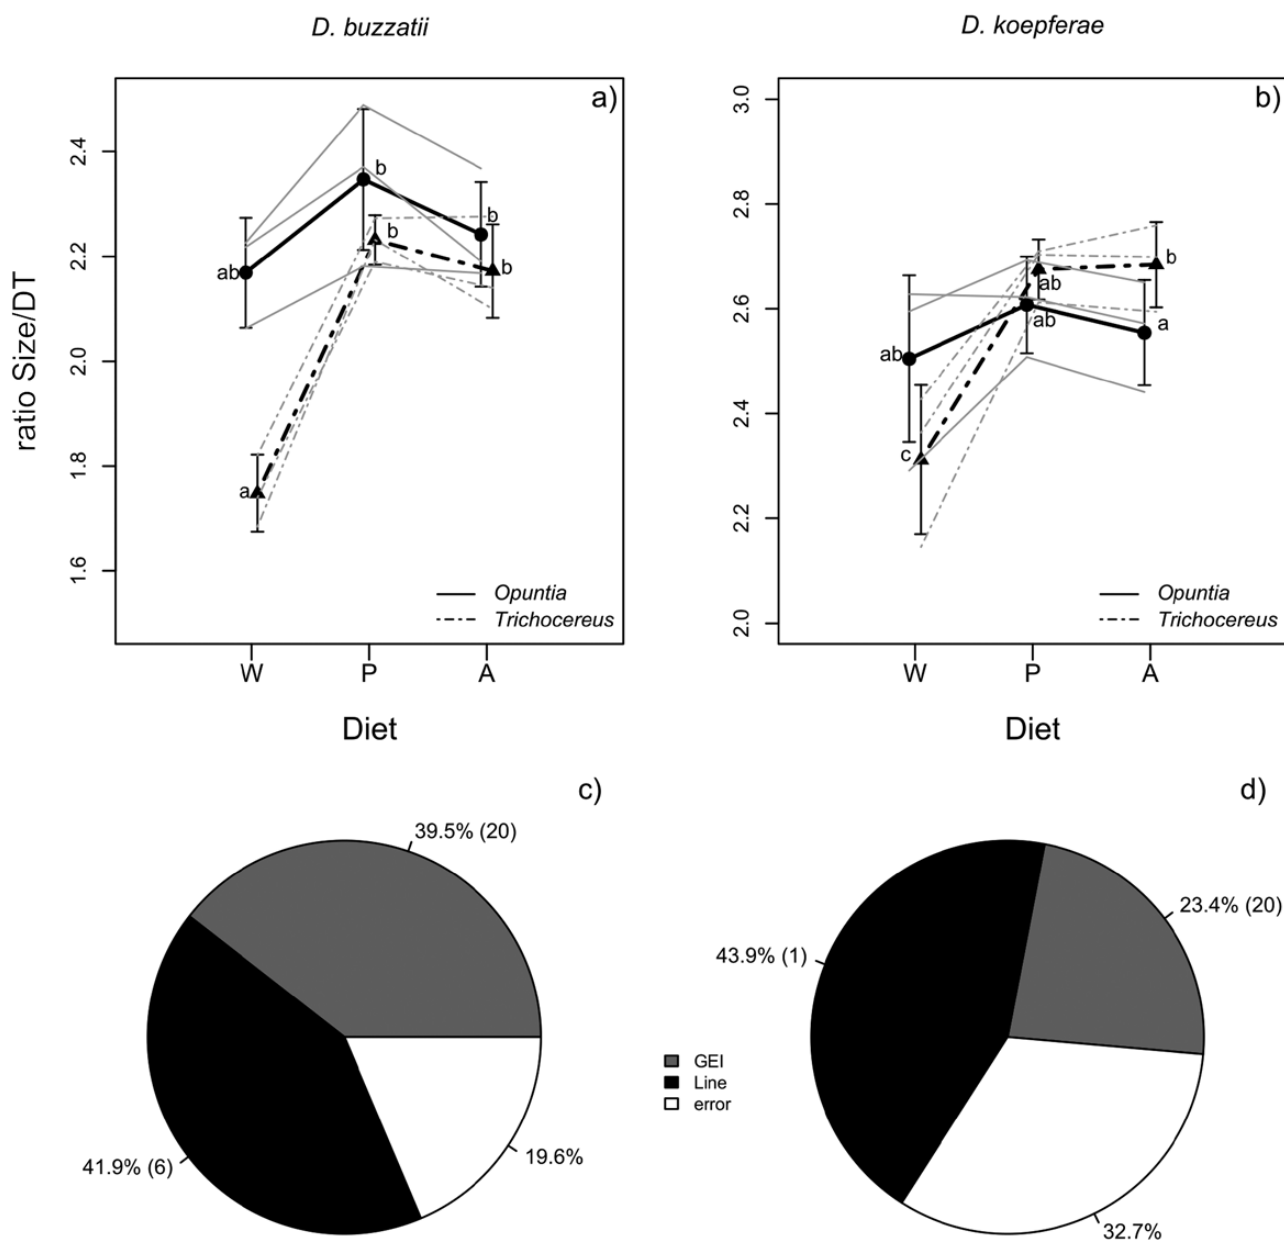 D. buzzatii
D. koepferae
a)
b)
ratio Size/DT
2.4
2.2
2.0
1.8
1.6
ab
b
b
b
b
a
Opuntia
Trichocereus
W P A
Diet
3.0
2.8
2.6
2.4
2.2
2.0
ab
c
ab
ab
b
a
Opuntia
Trichocereus
W P A
Diet
c)
39.5% (20)
41.9% (6)
19.6%
GEI
Line
error
d)
23.4% (20)
43.9% (1)
32.7%